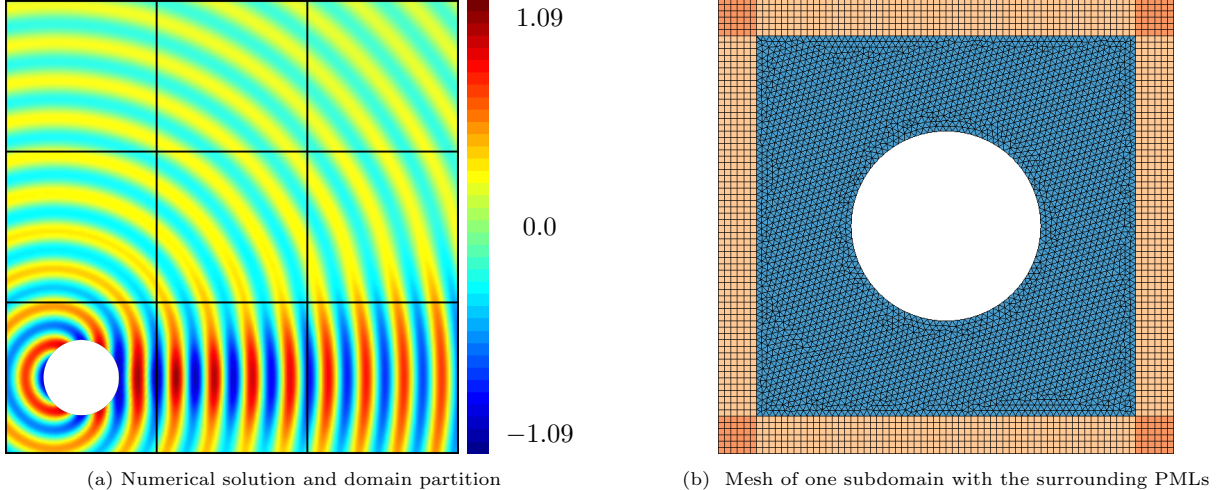 1.09
0.0
−1.09
(a) Numerical solution and domain partition
(b) Mesh of one subdomain with the surrounding PMLs